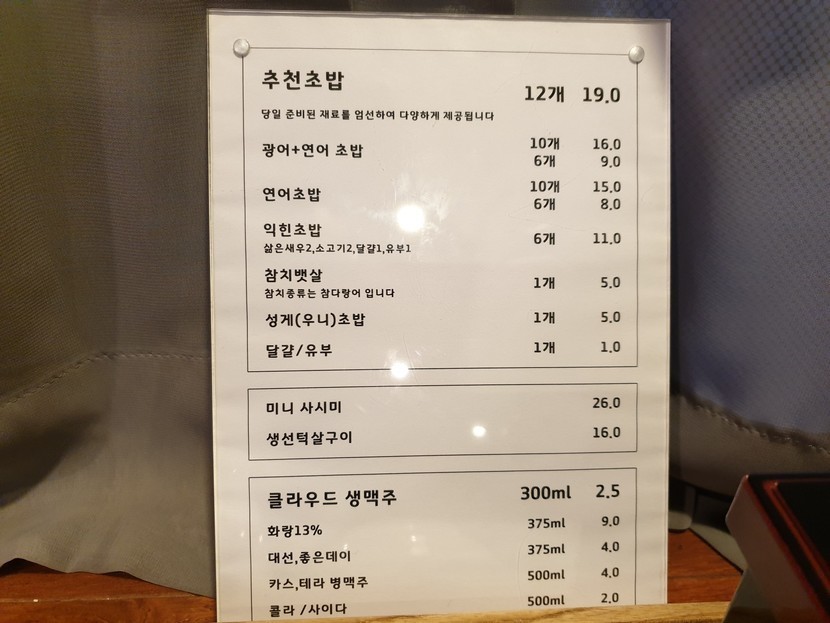 추천초밥 12개 19.0
당일 준비된 재료를 엄선하여 다양하게 제공됩니다
광어+연어 초밥 10개 16.0
6개 9.0
연어초밥 10개 15.0
6개 8.0
익힌초밥 6개 11.0
삶은새우2,소고기2,달걀1,유부1
참치뱃살 1개 5.0
참치종류는 참다랑어 입니다
성게(우니)초밥 1개 5.0
달걀/유부 1개 1.0
미니 사시미 26.0
생선턱살구이 16.0
클라우드 생맥주 300ml 2.5
화랑13% 375ml 9.0
대선,좋은데이 375ml 4.0
카스,테라 병맥주 500ml 4.0
콜라 /사이다 500ml 2.0